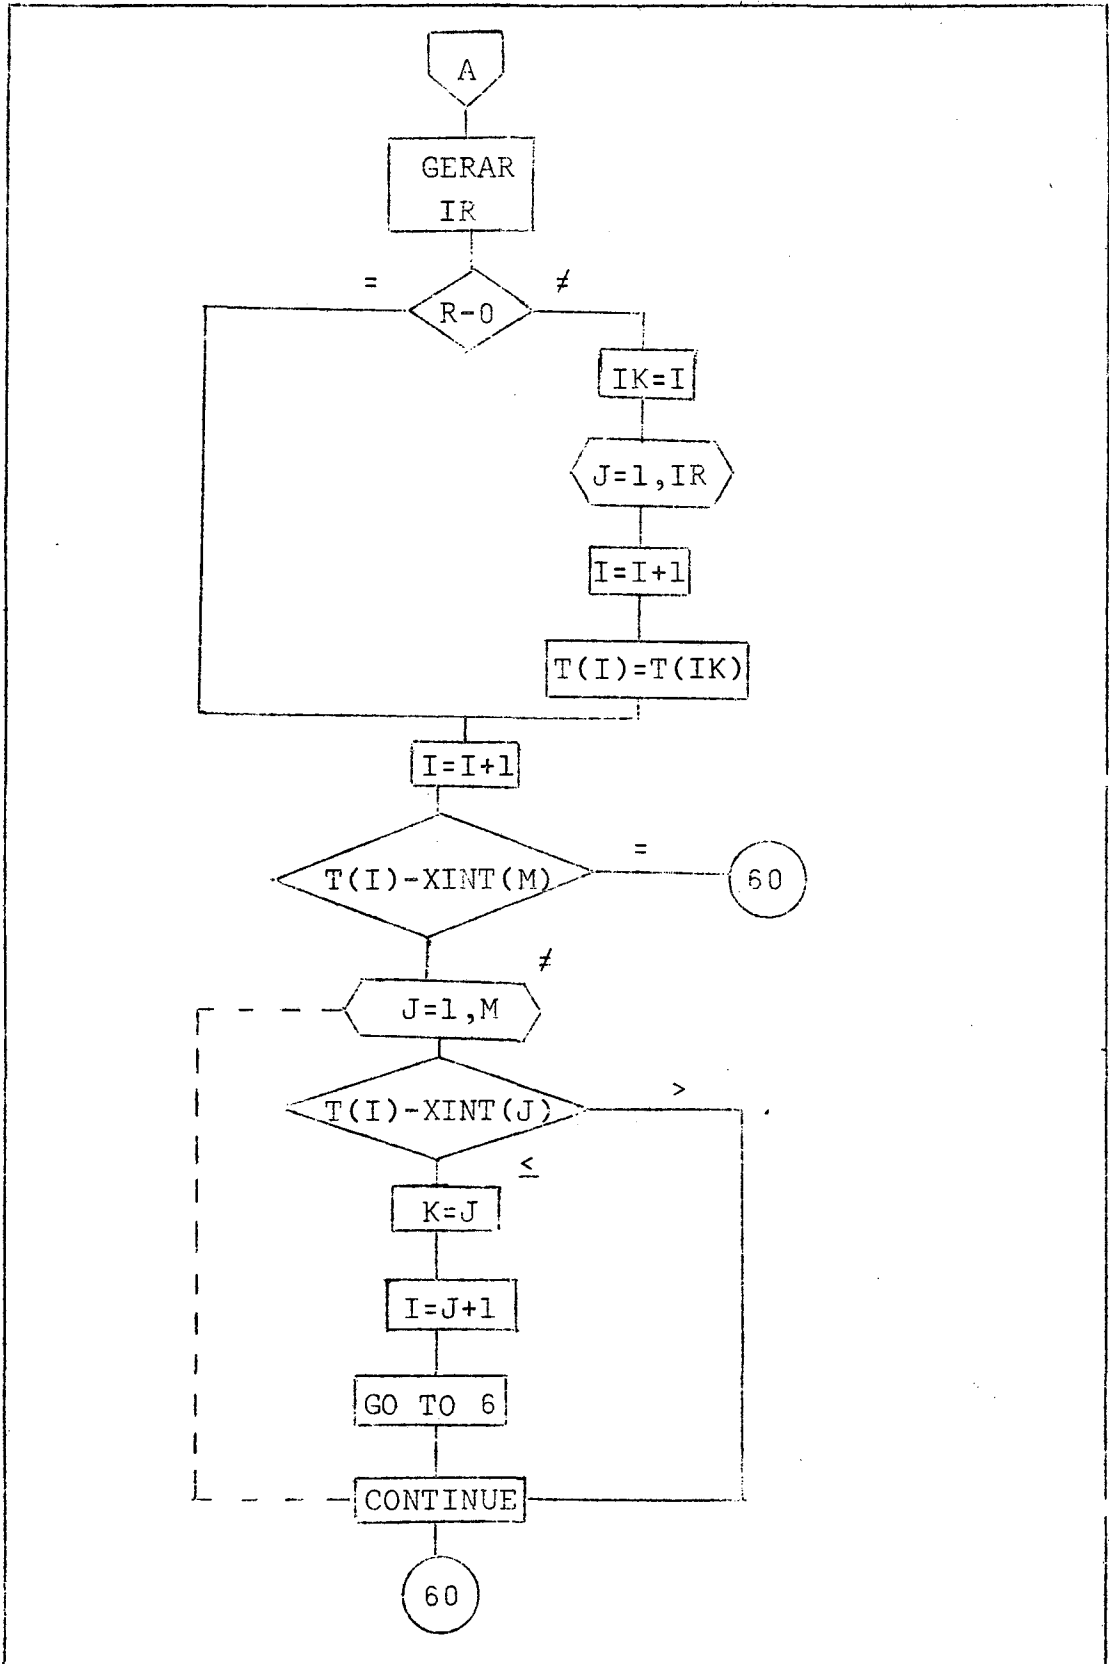 A
GERAR
IR
= ≠
R-0
IK=I
J=1,IR
I=I+1
T(I)=T(IK)
I=I+1
=
T(I)-XINT(M)
60
≠
J=1,M
>
T(I)-XINT(J)
≤
K=J
I=J+1
GO TO 6
CONTINUE
60